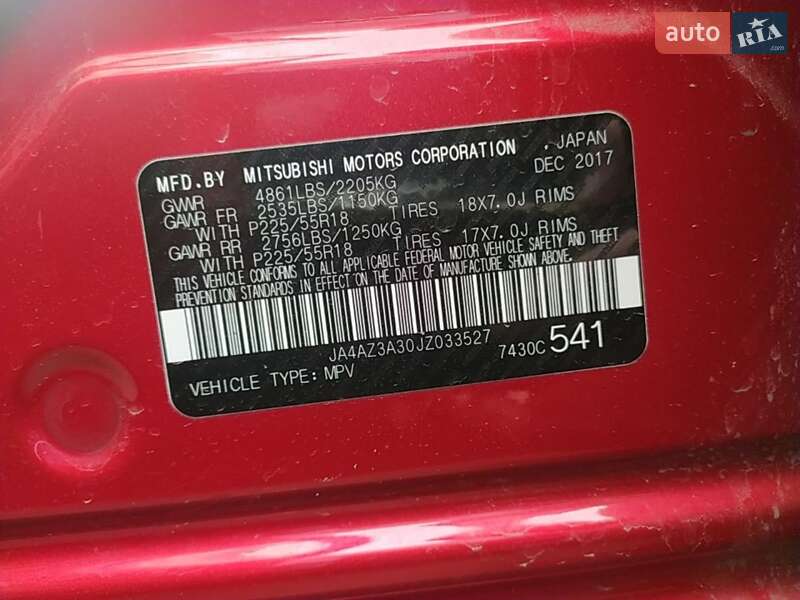 auto RIA.com
MFD.BY MITSUBISHI MOTORS CORPORATION , JAPAN
GVWR 4861LBS/2205KG DEC 2017
GAWR FR 2535LBS/1150KG
WITH P225/55R18 TIRES 18X7.0J RIMS
GAWR RR 2756LBS/1250KG
WITH P225/55R18 TIRES 17X7.0J RIMS
THIS VEHICLE CONFORMS TO ALL APPLICABLE FEDERAL MOTOR VEHICLE SAFETY AND THEFT
PREVENTION STANDARDS IN EFFECT ON THE DATE OF MANUFACTURE SHOWN ABOVE.
JA4AZ3A30JZ033527
7430C 541
VEHICLE TYPE: MPV